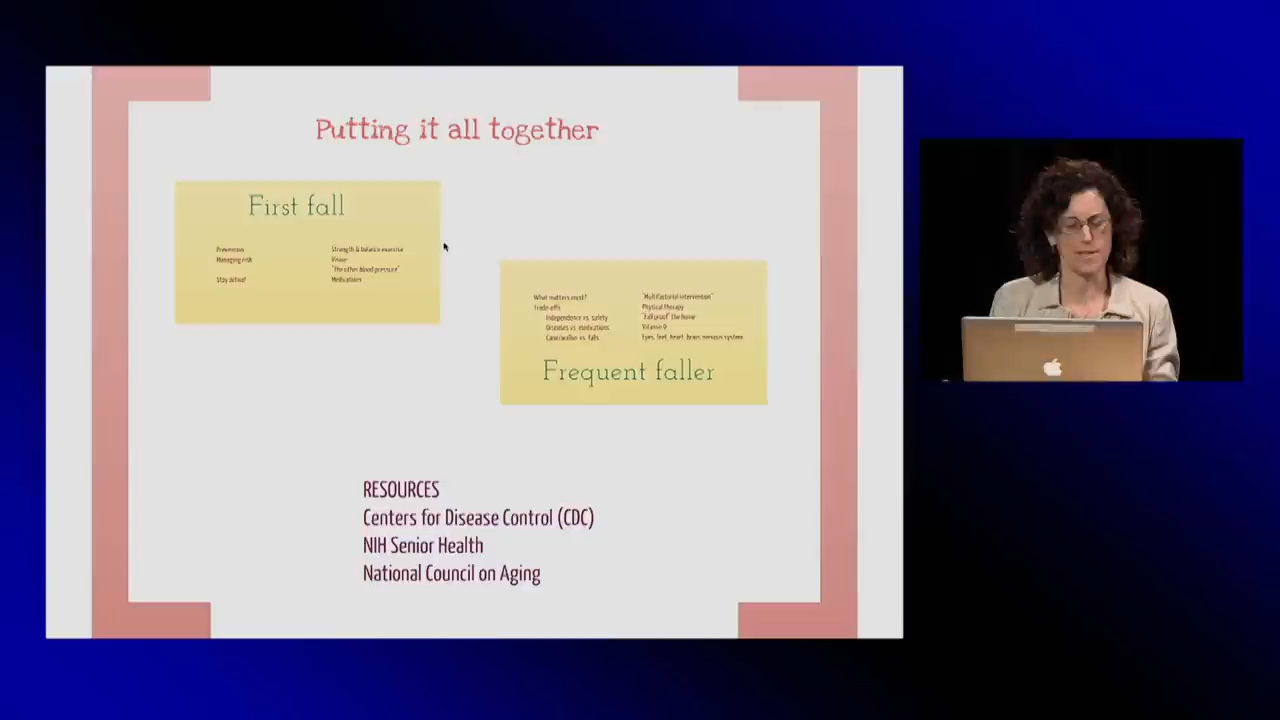 Putting it all together
First fall
Prevention
Managing risk
Stay active!
Strength & balance exercise
Vision
"The other blood pressure"
Medications
What matters most?
Trade-offs
Independence vs. safety
Diseases vs. medications
Cane/walker vs. falls
"Multifactorial intervention"
Physical therapy
"Fall proof" the home
Vitamin D
Eyes, feet, heart, brain, nervous system
Frequent faller
RESOURCES
Centers for Disease Control (CDC)
NIH Senior Health
National Council on Aging